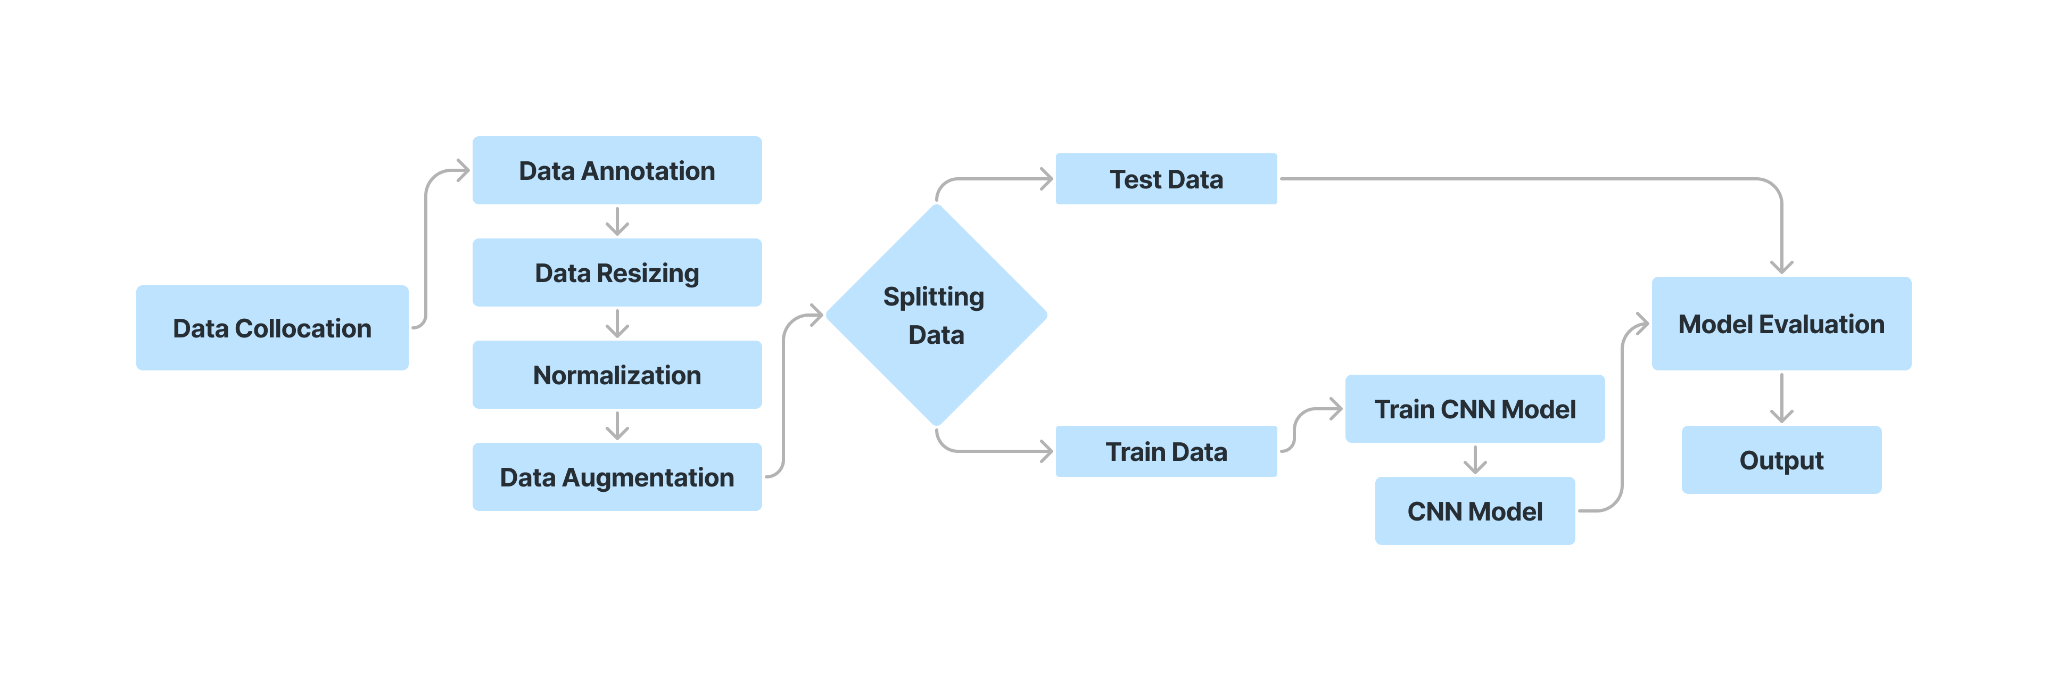 Data Collocation
Data Annotation
Data Resizing
Normalization
Data Augmentation
Splitting
Data
Test Data
Train Data
Train CNN Model
CNN Model
Model Evaluation
Output